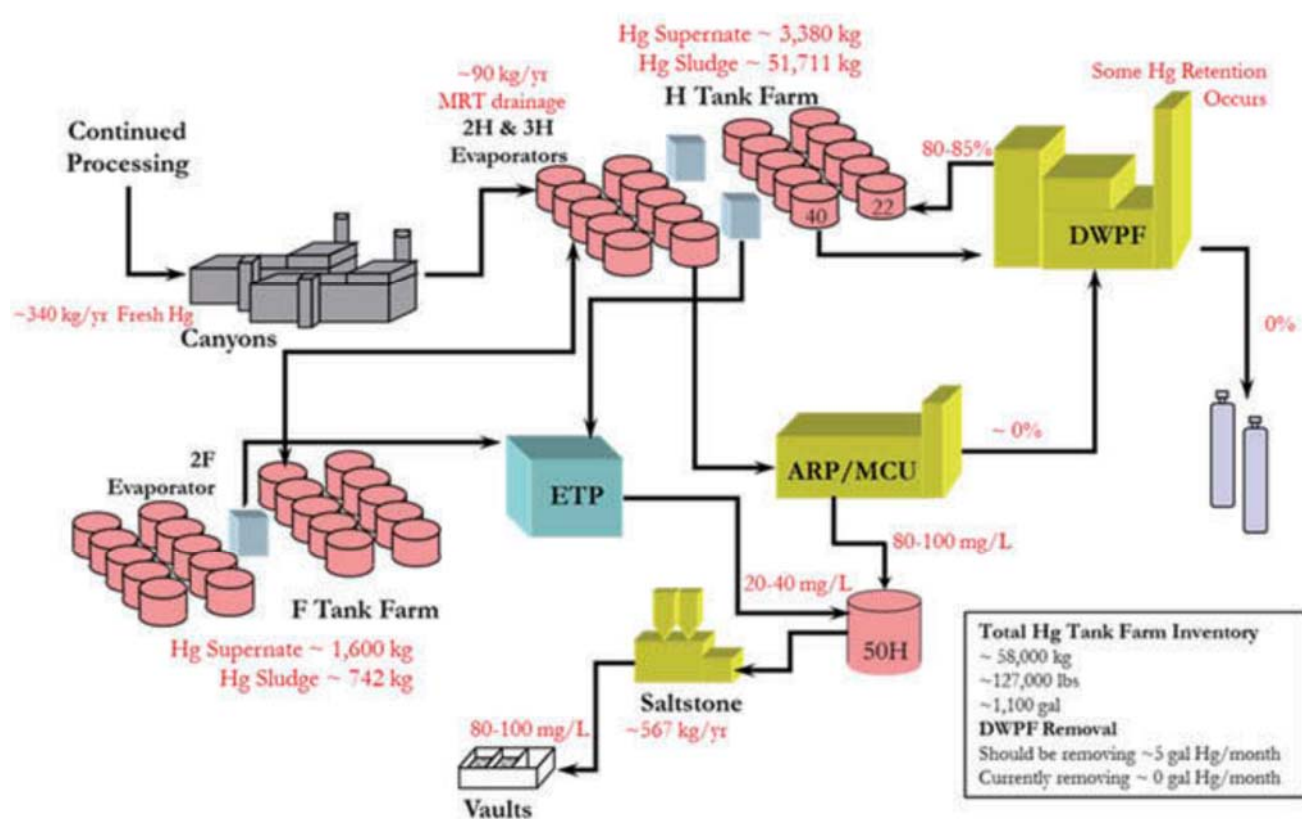 Hg Supernate ~ 3,380 kg
Hg Sludge ~ 51,711 kg
H Tank Farm
~90 kg/yr
MRT drainage
2H & 3H
Evaporators
Some Hg Retention
Occurs
Continued
Processing
80-85%
40
22
DWPF
~340 kg/yr Fresh Hg
Canyons
0%
2F
Evaporator
ETP
ARP/MCU
~ 0%
80-100 mg/L
20-40 mg/L
F Tank Farm
Hg Supernate ~ 1,600 kg
Hg Sludge ~ 742 kg
50H
Saltstone
~567 kg/yr
80-100 mg/L
Vaults
Total Hg Tank Farm Inventory
~ 58,000 kg
~127,000 lbs
~1,100 gal
DWPF Removal
Should be removing ~5 gal Hg/month
Currently removing ~ 0 gal Hg/month